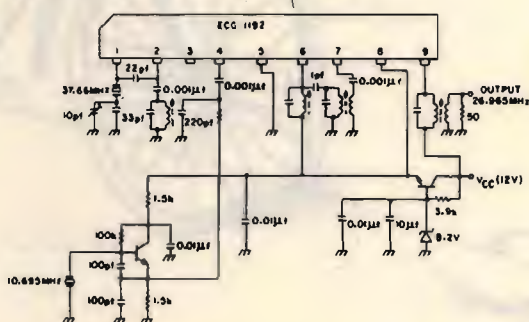 ECG 1192
1 2 3 4 5 6 7 8 9
22pf
1pf
37.66MHz
0.001µf
0.001µf
0.001µf
OUTPUT
26.965MHz
10pf
33pf
220pf
50
VCC (12V)
1.5k
3.9k
100k
0.01µf
0.01µf
0.01µf
10µf
8.2V
100pf
10.695MHz
100pf
1.5k